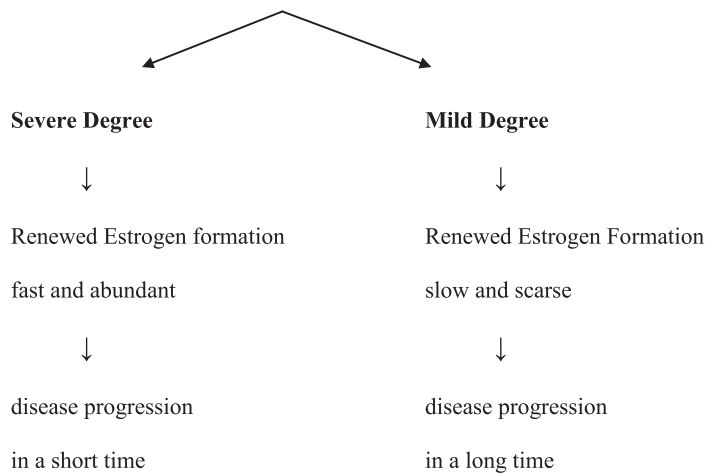 Severe Degree
↓
Renewed Estrogen formation
fast and abundant
↓
disease progression
in a short time
Mild Degree
↓
Renewed Estrogen Formation
slow and scarse
↓
disease progression
in a long time